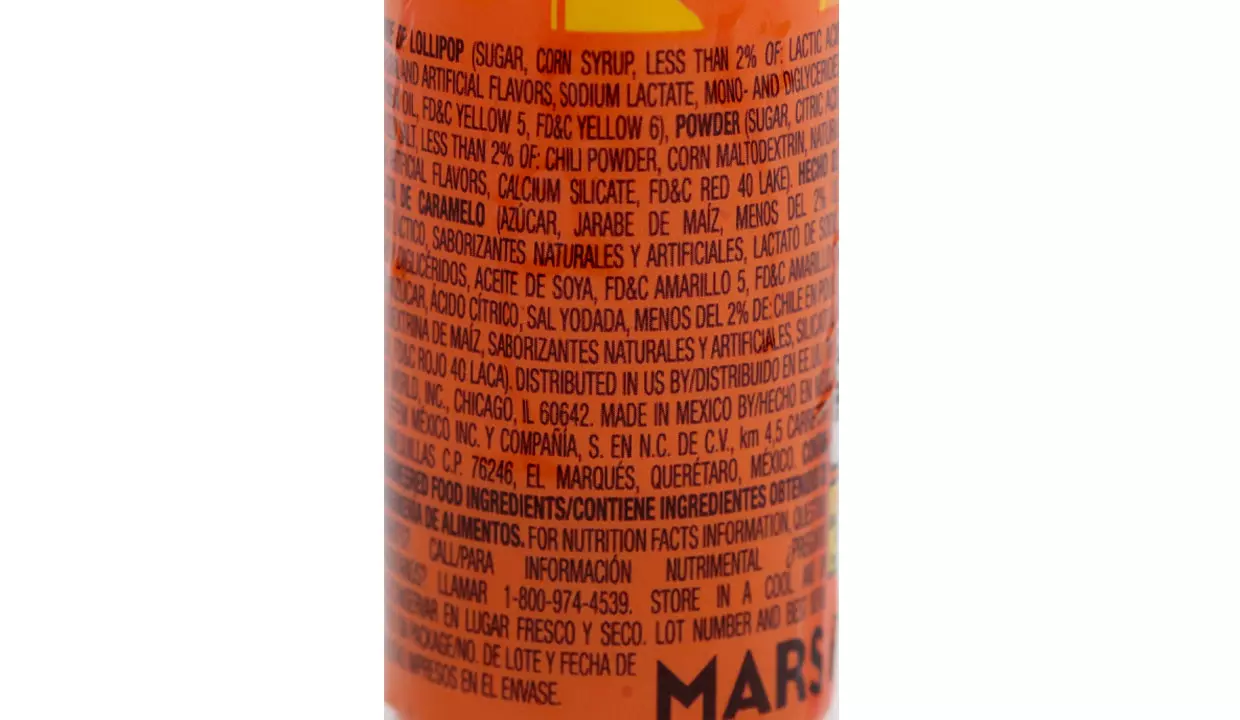 OF LOLLIPOP (SUGAR, CORN SYRUP, LESS THAN 2% OF: LACTIC
AND ARTIFICIAL FLAVORS, SODIUM LACTATE, MONO- AND DIGLYCERIDES
OIL, FD&C YELLOW 5, FD&C YELLOW 6), POWDER (SUGAR, CITRIC
LESS THAN 2% OF: CHILI POWDER, CORN MALTODEXTRIN,
FLAVORS, CALCIUM SILICATE, FD&C RED 40 LAKE). HECHO
DE CARAMELO (AZÚCAR, JARABE DE MAÍZ, MENOS DEL 2%
SABORIZANTES NATURALES Y ARTIFICIALES, LACTATO DE
DIGLICÉRIDOS, ACEITE DE SOYA, FD&C AMARILLO 5, FD&C
ÁCIDO CÍTRICO, SAL YODADA, MENOS DEL 2% DE: CHILE EN
DE MAÍZ, SABORIZANTES NATURALES Y ARTIFICIALES,
ROJO 40 LACA). DISTRIBUTED IN US BY/DISTRIBUIDO EN EE.UU.
INC., CHICAGO, IL 60642. MADE IN MEXICO BY/HECHO EN
MÉXICO INC. Y COMPAÑÍA, S. EN N.C. DE C.V., km 4,5
C.P. 76246, EL MARQUÉS, QUERÉTARO, MÉXICO.
FOOD INGREDIENTS/CONTIENE INGREDIENTES
DE ALIMENTOS. FOR NUTRITION FACTS INFORMATION,
CALL/PARA INFORMACIÓN NUTRIMENTAL
LLAMAR 1-800-974-4539. STORE IN A COOL
EN LUGAR FRESCO Y SECO. LOT NUMBER AND BEST
PACKAGE/NO. DE LOTE Y FECHA DE
IMPRESOS EN EL ENVASE.
MARS